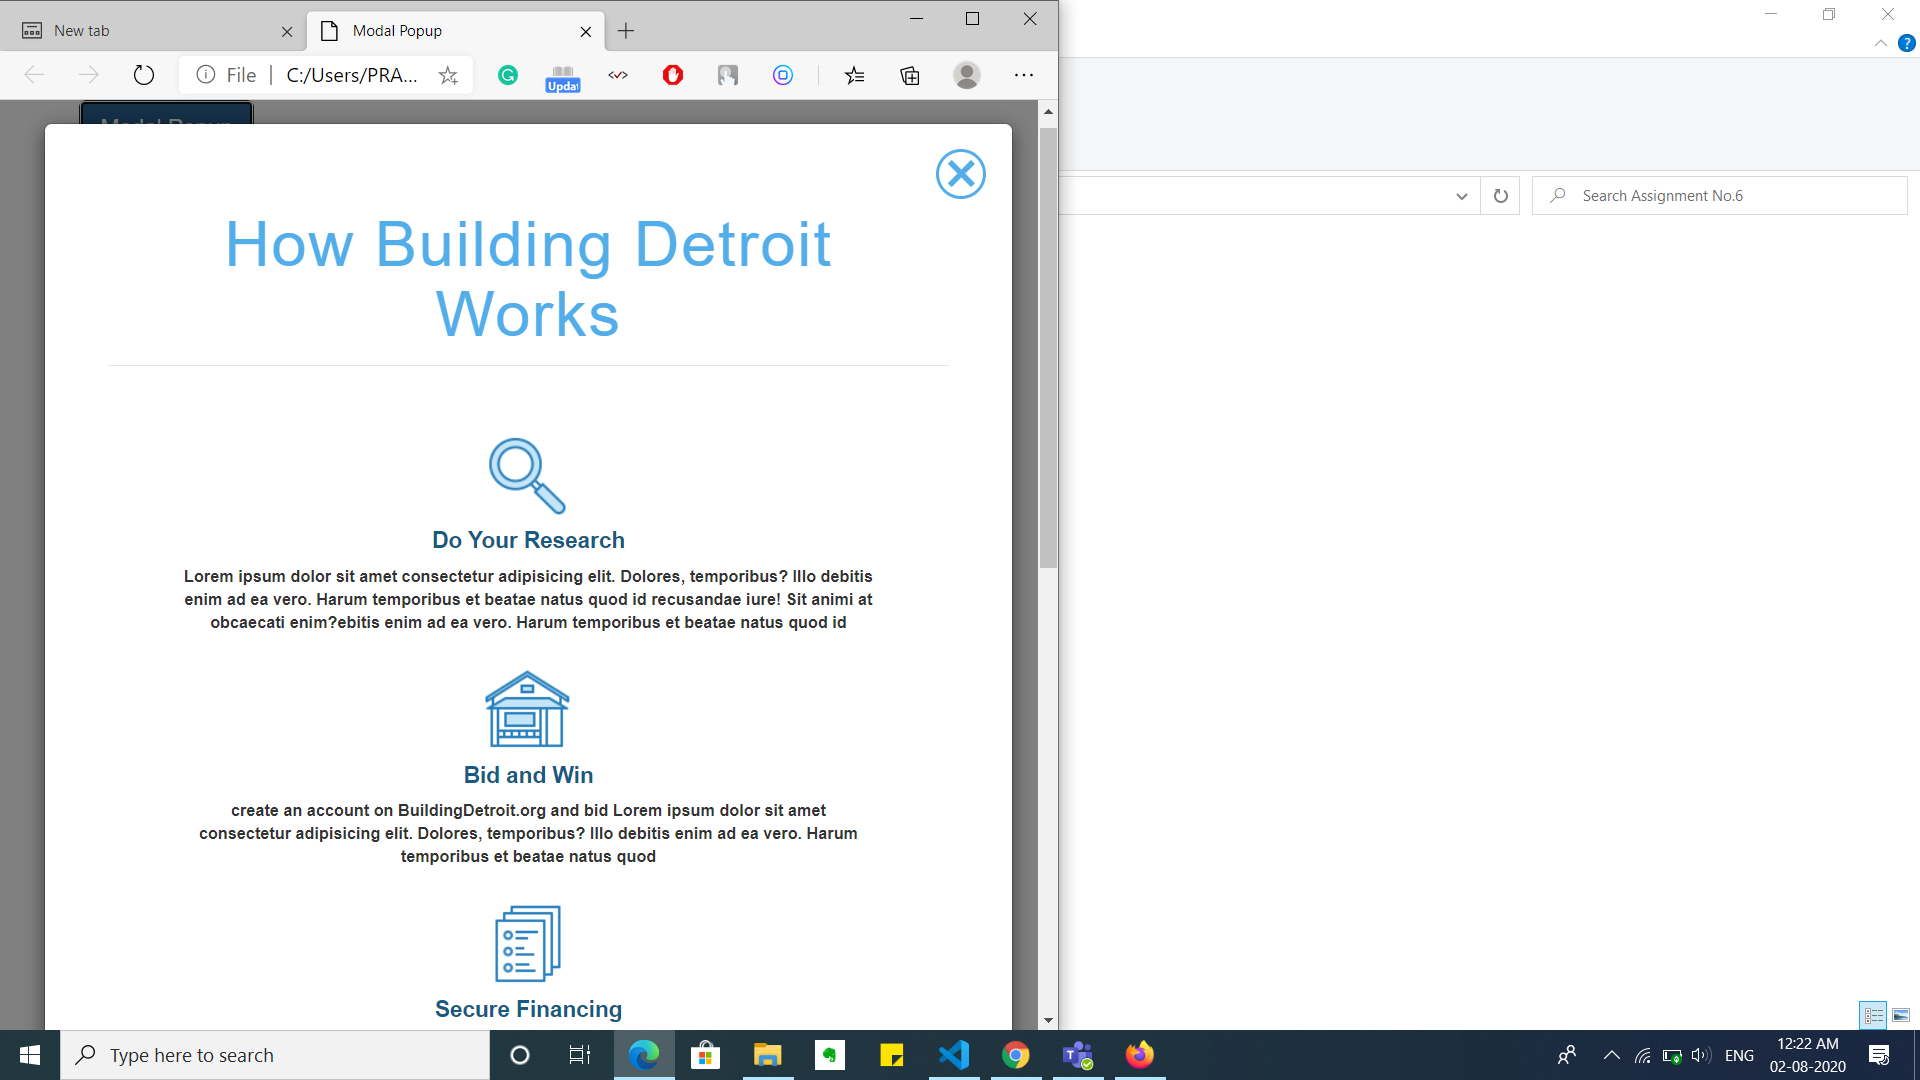 New tab
Modal Popup
File
C:/Users/PRA...
Updat
Modal Popup
How Building Detroit
Works
Do Your Research
Lorem ipsum dolor sit amet consectetur adipisicing elit. Dolores, temporibus? Illo debitis
enim ad ea vero. Harum temporibus et beatae natus quod id recusandae iure! Sit animi at
obcaecati enim?ebitis enim ad ea vero. Harum temporibus et beatae natus quod id
Bid and Win
create an account on BuildingDetroit.org and bid Lorem ipsum dolor sit amet
consectetur adipisicing elit. Dolores, temporibus? Illo debitis enim ad ea vero. Harum
temporibus et beatae natus quod
Secure Financing
Search Assignment No.6
Type here to search
ENG
12:22 AM
02-08-2020